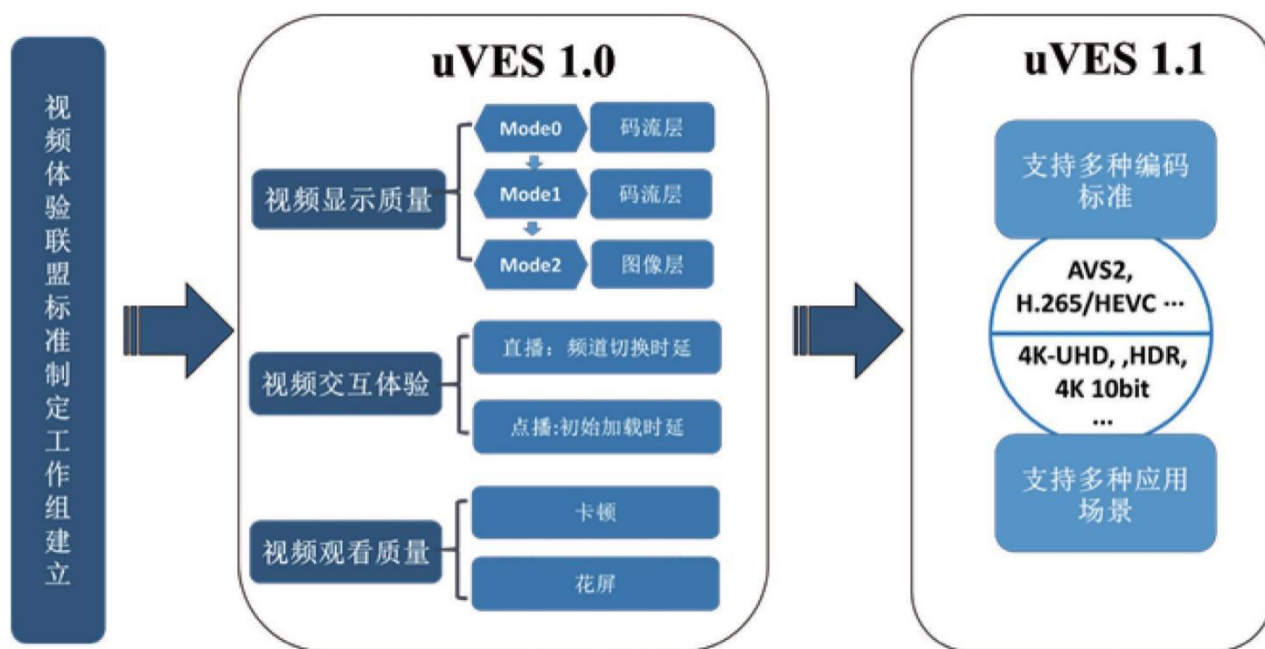 视频体验联盟标准制定工作组建立
uVES 1.0
视频显示质量
Mode0
码流层
Mode1
码流层
Mode2
图像层
视频交互体验
直播：频道切换时延
点播:初始加载时延
视频观看质量
卡顿
花屏
uVES 1.1
支持多种编码
标准
AVS2,
H.265/HEVC ···
4K-UHD, ,HDR,
4K 10bit
...
支持多种应用
场景